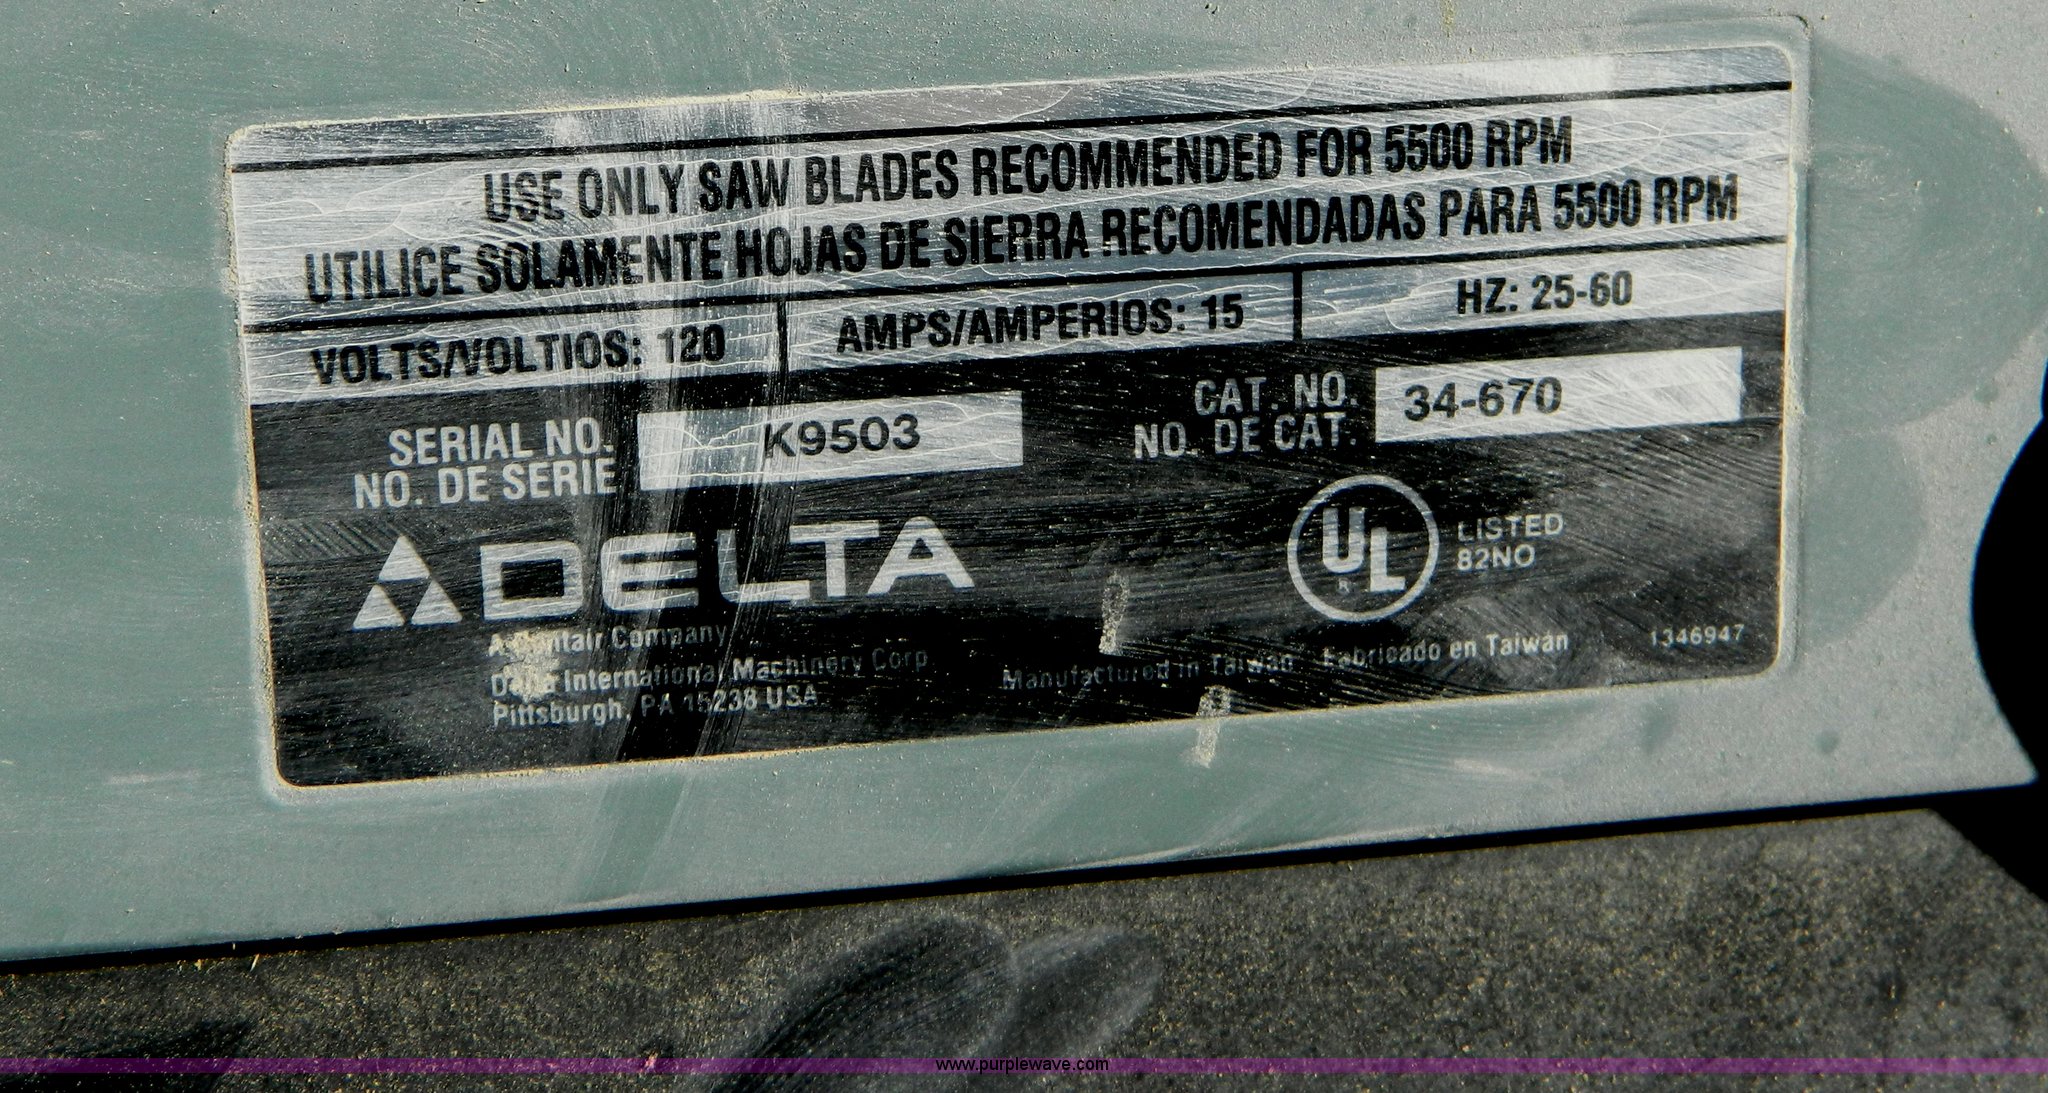 USE ONLY SAW BLADES RECOMMENDED FOR 5500 RPM
UTILICE SOLAMENTE HOJAS DE SIERRA RECOMENDADAS PARA 5500 RPM
VOLTS/VOLTIOS: 120 AMPS/AMPERIOS: 15 HZ: 25-60
SERIAL NO. K9503
NO. DE SERIE
CAT. NO. 34-670
NO. DE CAT.
DELTA
A Pentair Company
Delta International Machinery Corp.
Pittsburgh, PA 15238 USA
UL
R
LISTED
82NO
Manufactured in Taiwan Fabricado en Taiwán
1346947
www.purplewave.com